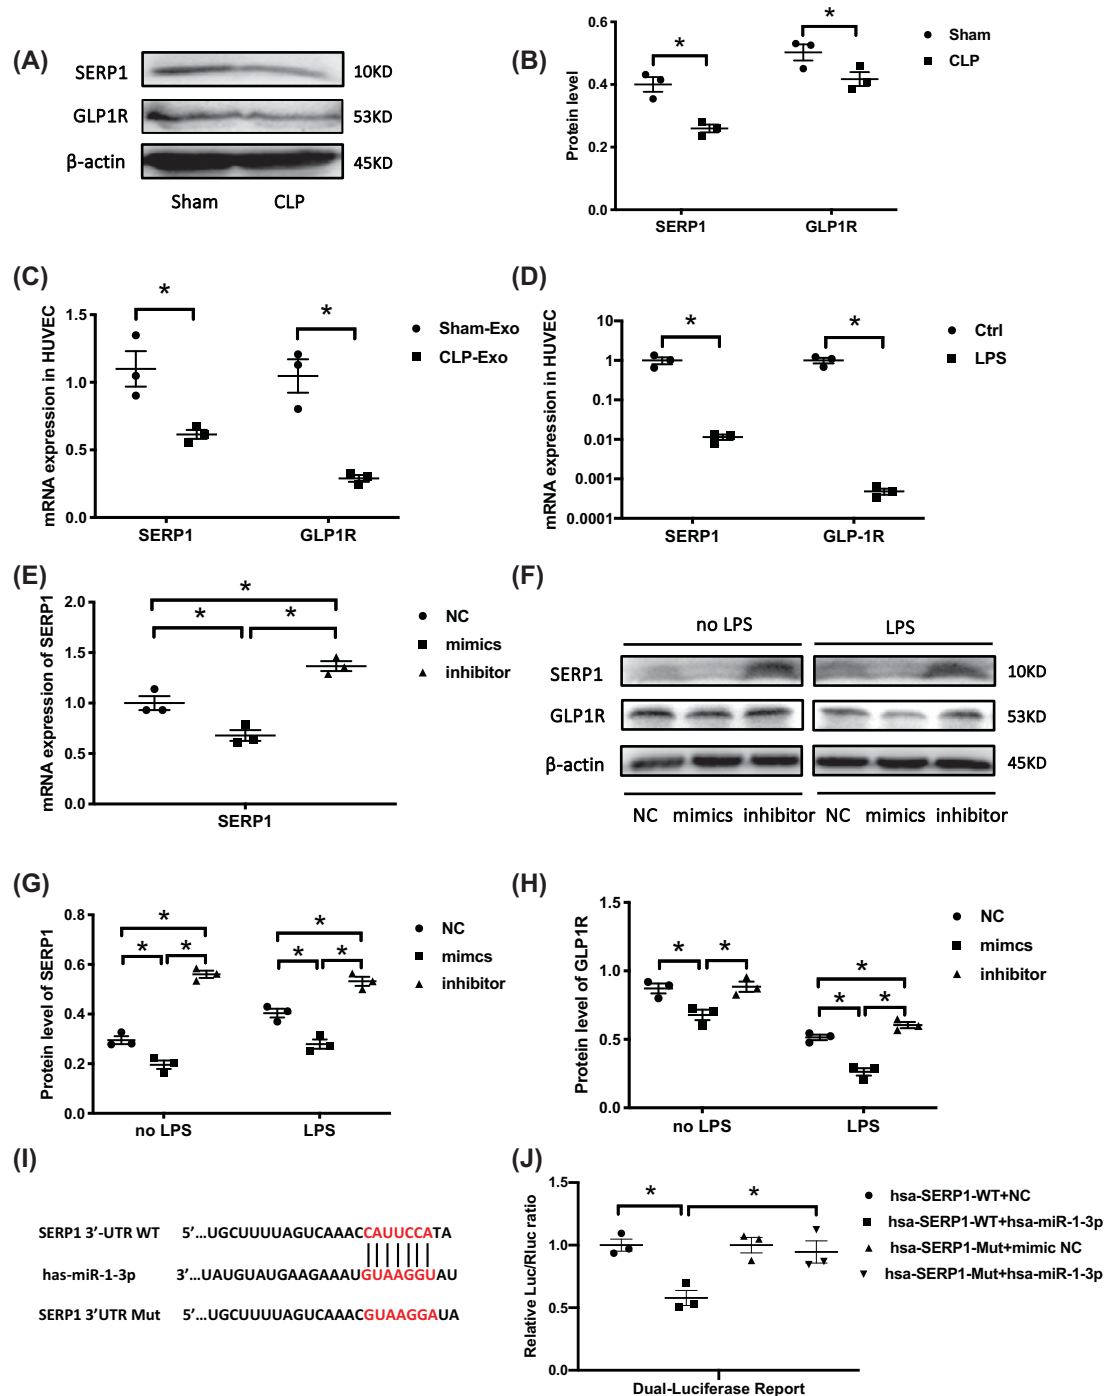 (A)
SERP1
10KD
GLP1R
53KD
β-actin
45KD
Sham CLP
(B)
Protein level
0.6
0.4
0.2
0.0
* *
SERP1 GLP1R
Sham
CLP
(C)
mRNA expression in HUVEC
1.5
1.0
0.5
0.0
* *
SERP1 GLP1R
Sham-Exo
CLP-Exo
(D)
mRNA expression in HUVEC
10
1
0.1
0.01
0.001
0.0001
* *
SERP1 GLP-1R
Ctrl
LPS
(E)
mRNA expression of SERP1
2.0
1.5
1.0
0.5
0.0
*
* *
SERP1
NC
mimics
inhibitor
(F)
no LPS LPS
SERP1
10KD
GLP1R
53KD
β-actin
45KD
NC mimics inhibitor NC mimics inhibitor
(G)
Protein level of SERP1
0.8
0.6
0.4
0.2
0.0
* *
* * * *
no LPS LPS
NC
mimics
inhibitor
(H)
Protein level of GLP1R
1.5
1.0
0.5
0.0
* *
*
* *
no LPS LPS
NC
mimcs
inhibitor
(I)
SERP1 3’-UTR WT 5’...UGCUUUUAGUCAAACCAUUCCATA
has-miR-1-3p 3’...UAUGUAUGAAGAAAUGUAAGGUAU
SERP1 3’UTR Mut 5’...UGCUUUUAGUCAAACGUAAGGAUA
(J)
Relative Luc/Rluc ratio
1.5
1.0
0.5
0.0
* *
Dual-Luciferase Report
hsa-SERP1-WT+NC
hsa-SERP1-WT+hsa-miR-1-3p
hsa-SERP1-Mut+mimic NC
hsa-SERP1-Mut+hsa-miR-1-3p